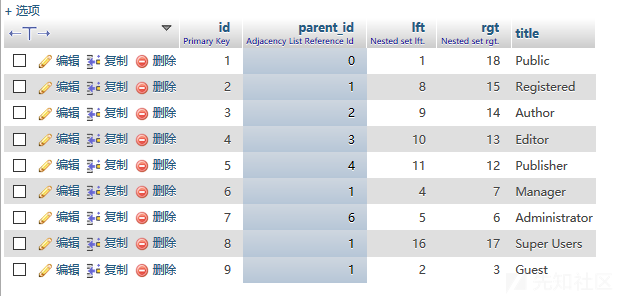 + 选项
←T→ id parent_id lft rgt title
Primary Key Adjacency List Reference Id Nested set lft. Nested set rgt.
编辑 复制 删除 1 0 1 18 Public
编辑 复制 删除 2 1 8 15 Registered
编辑 复制 删除 3 2 9 14 Author
编辑 复制 删除 4 3 10 13 Editor
编辑 复制 删除 5 4 11 12 Publisher
编辑 复制 删除 6 1 4 7 Manager
编辑 复制 删除 7 6 5 6 Administrator
编辑 复制 删除 8 1 16 17 Super Users
编辑 复制 删除 9 1 2 3 Guest
先知社区